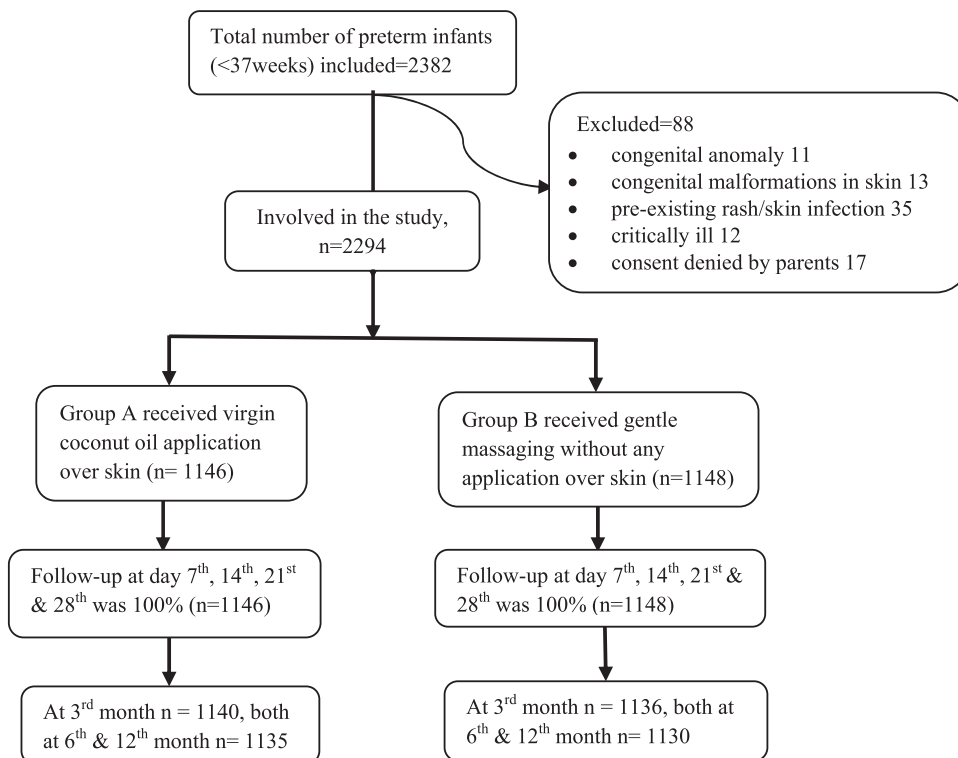 Total number of preterm infants
(<37weeks) included=2382
Excluded=88
• congenital anomaly 11
• congenital malformations in skin 13
• pre-existing rash/skin infection 35
• critically ill 12
• consent denied by parents 17
Involved in the study,
n=2294
Group A received virgin
coconut oil application
over skin (n= 1146)
Group B received gentle
massaging without any
application over skin (n=1148)
Follow-up at day 7th, 14th, 21st
& 28th was 100% (n=1146)
Follow-up at day 7th, 14th, 21st &
28th was 100% (n=1148)
At 3rd month n = 1140, both
at 6th & 12th month n= 1135
At 3rd month n = 1136, both at
6th & 12th month n= 1130